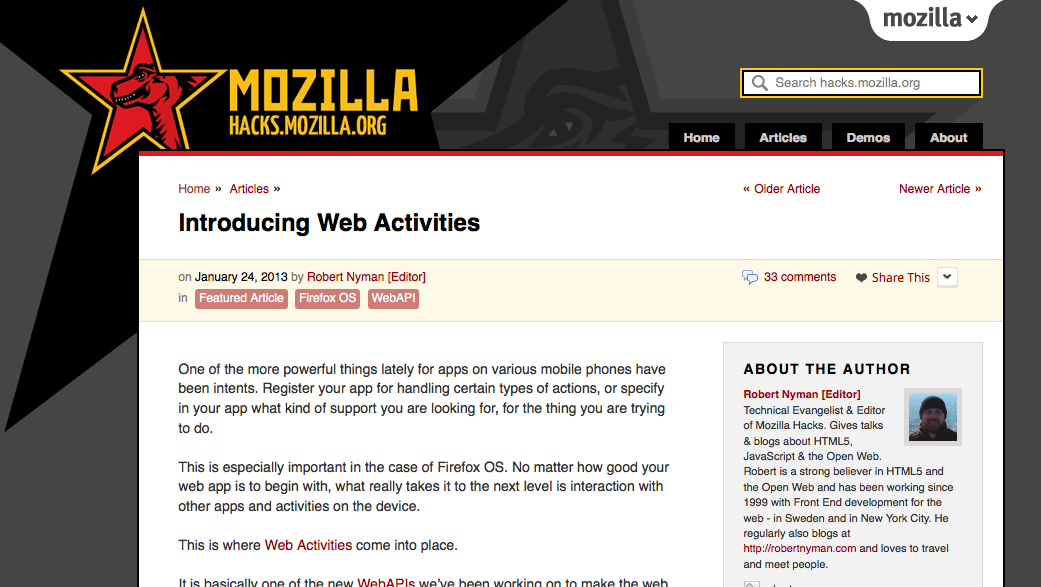 mozilla
MOZILLA
HACKS.MOZILLA.ORG
Search hacks.mozilla.org
Home Articles Demos About
Home » Articles »
« Older Article Newer Article »
Introducing Web Activities
on January 24, 2013 by Robert Nyman [Editor]
33 comments Share This
in Featured Article Firefox OS WebAPI
One of the more powerful things lately for apps on various mobile phones have
been intents. Register your app for handling certain types of actions, or specify
in your app what kind of support you are looking for, for the thing you are trying
to do.
This is especially important in the case of Firefox OS. No matter how good your
web app is to begin with, what really takes it to the next level is interaction with
other apps and activities on the device.
This is where Web Activities come into place.
It is basically one of the new WebAPIs we've been working on to make the web
ABOUT THE AUTHOR
Robert Nyman [Editor]
Technical Evangelist & Editor
of Mozilla Hacks. Gives talks
& blogs about HTML5,
JavaScript & the Open Web.
Robert is a strong believer in HTML5 and
the Open Web and has been working since
1999 with Front End development for the
web - in Sweden and in New York City. He
regularly also blogs at
http://robertnyman.com and loves to travel
and meet people.